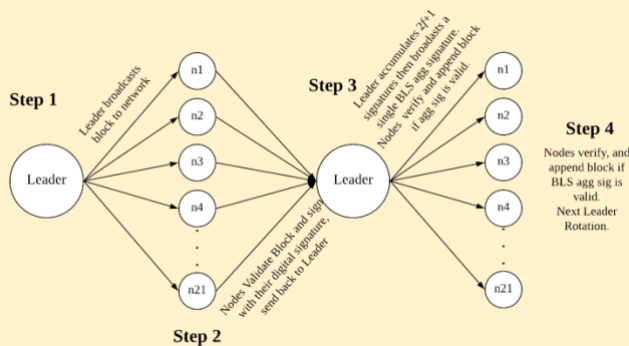 Step 1
Leader
Leader broadcasts
block to network
n1
n2
n3
n4
.
.
.
n21
Step 2
Nodes Validate Block and sign
with their digital signature,
send back to Leader
Step 3
Leader
Leader accumulates 2f+1
signatures then broadasts a
single BLS agg signature.
Nodes verify and append block
if agg sig is valid.
n1
n2
n3
n4
.
.
.
n21
Step 4
Nodes verify, and
append block if
BLS agg sig is
valid.
Next Leader
Rotation.